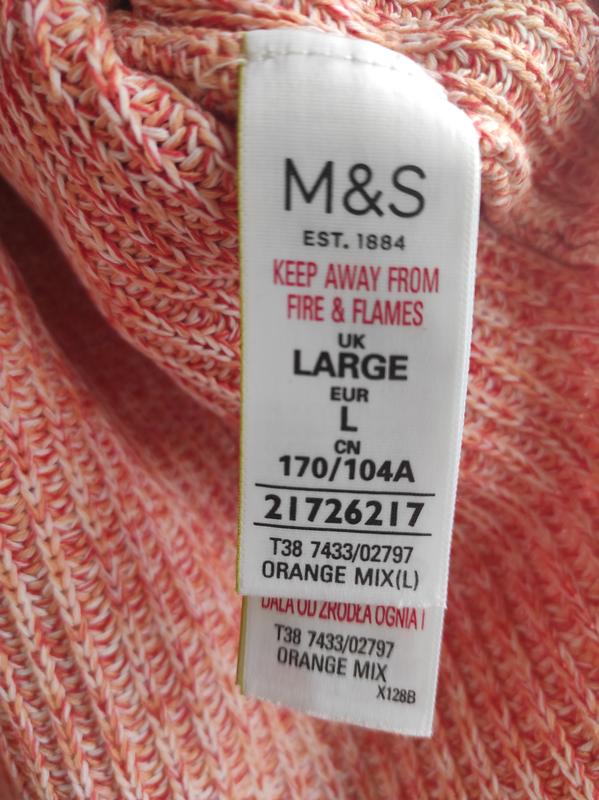 M&S
EST. 1884
KEEP AWAY FROM
FIRE & FLAMES
UK
LARGE
EUR
L
CN
170/104A
21726217
T38 7433/02797
ORANGE MIX(L)
DALA OD ŹRÓDŁA OGNIA I
T38 7433/02797
ORANGE MIX
X128B